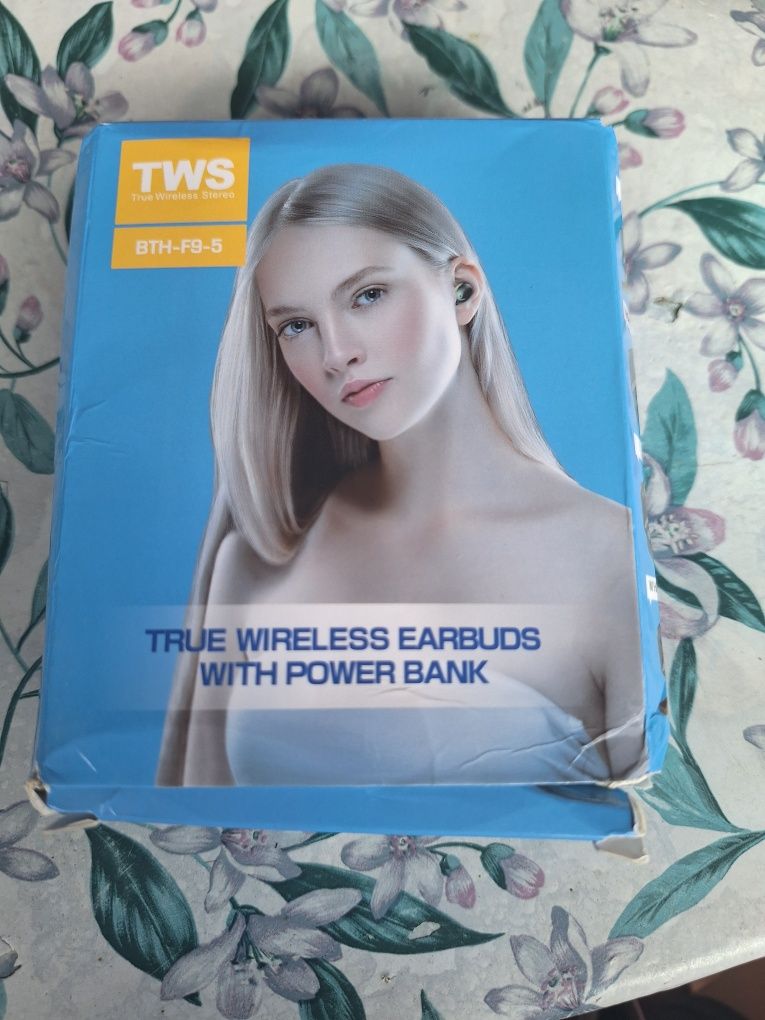 TWS
True Wireless Stereo
BTH-F9-5
TRUE WIRELESS EARBUDS
WITH POWER BANK